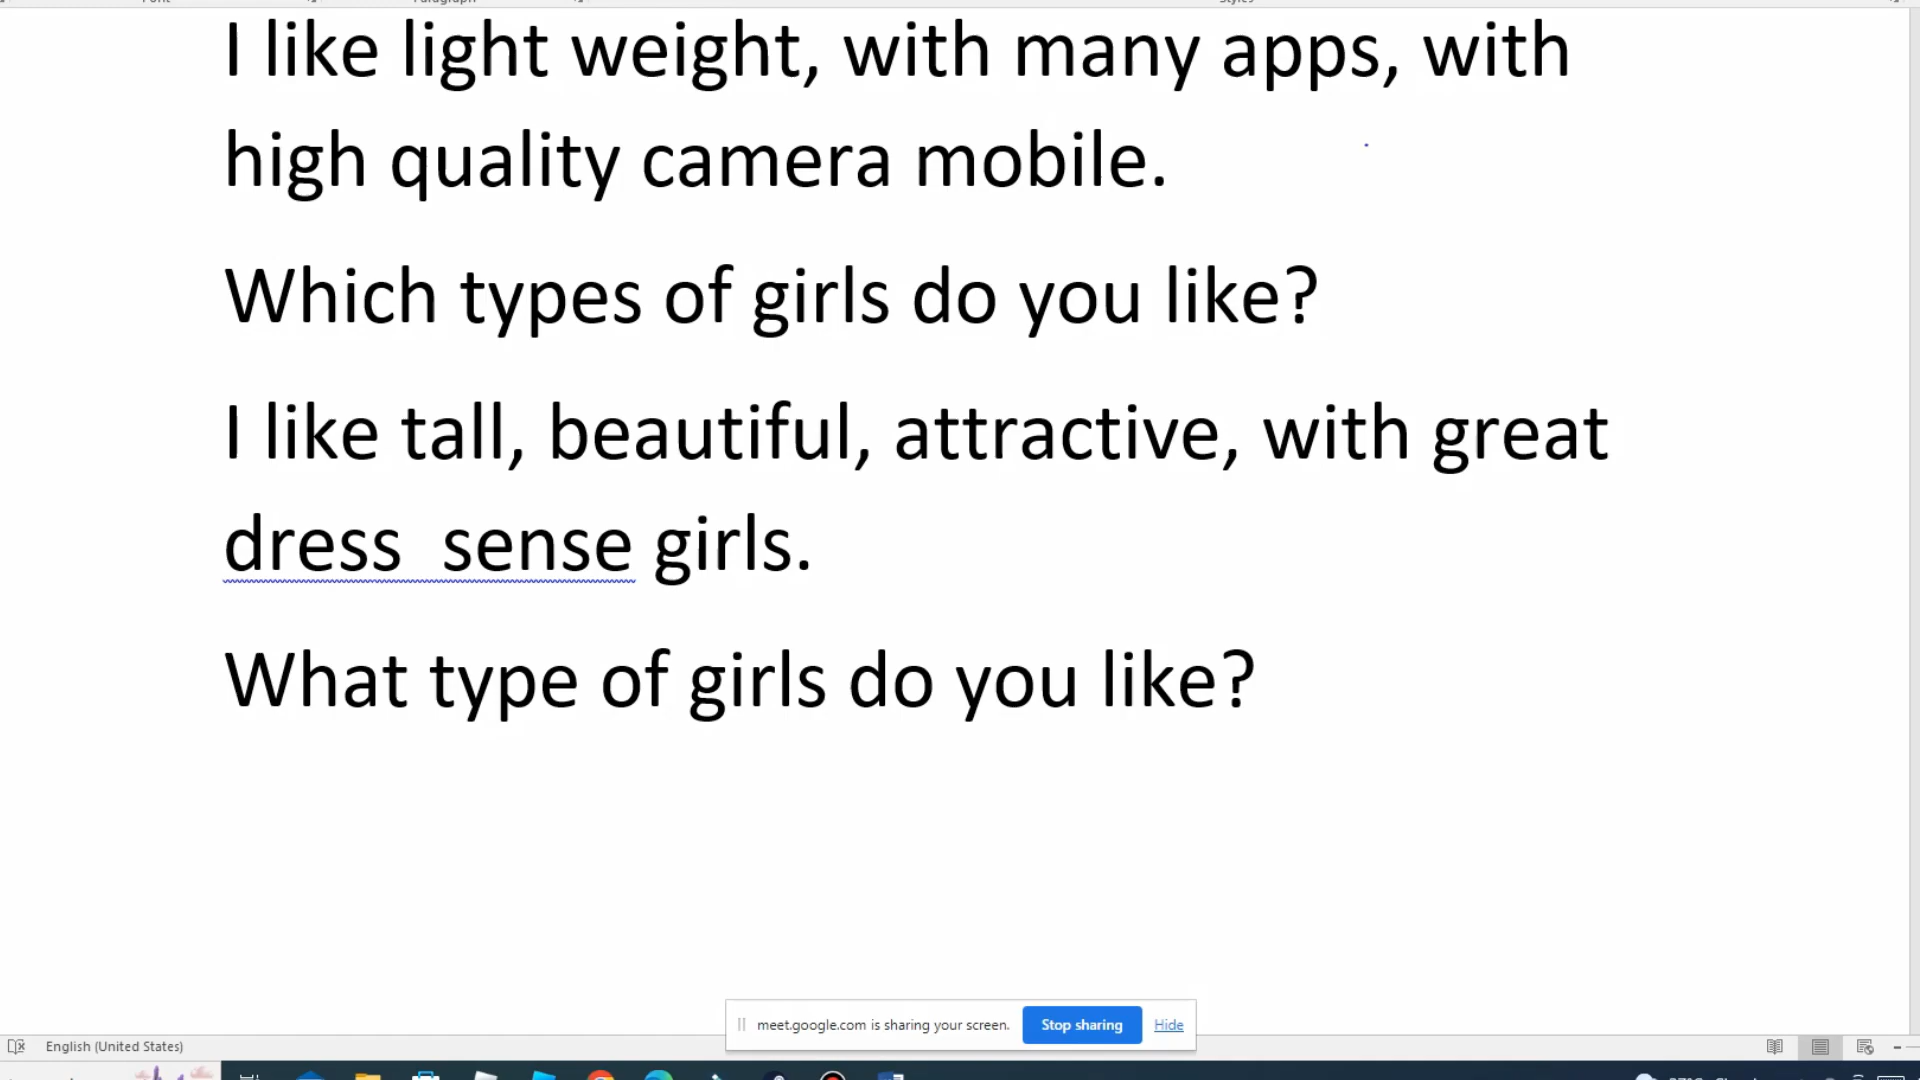 Paragraph
Styles
I like light weight, with many apps, with
high quality camera mobile.
Which types of girls do you like?
I like tall, beautiful, attractive, with great
dress  sense girls.
What type of girls do you like?
meet.google.com is sharing your screen. Stop sharing Hide
English (United States)